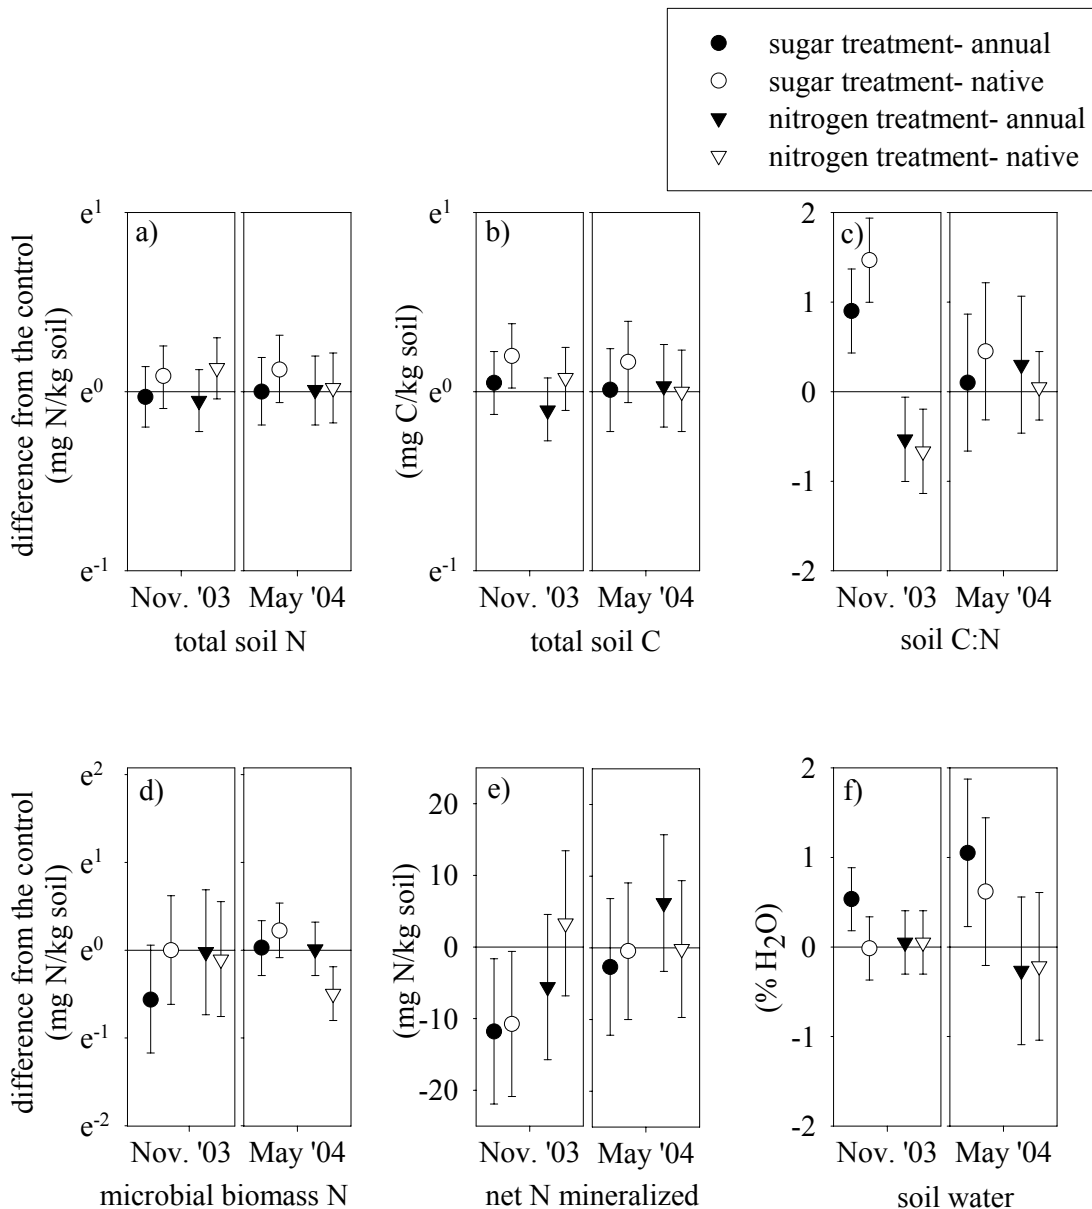 sugar treatment- annual
sugar treatment- native
nitrogen treatment- annual
nitrogen treatment- native
difference from the control
(mg N/kg soil)
e1
e0
e-1
a)
Nov. '03
May '04
total soil N
(mg C/kg soil)
e1
e0
e-1
b)
Nov. '03
May '04
total soil C
2
1
0
-1
-2
c)
Nov. '03
May '04
soil C:N
difference from the control
(mg N/kg soil)
e2
e1
e0
e-1
e-2
d)
Nov. '03
May '04
microbial biomass N
(mg N/kg soil)
20
10
0
-10
-20
e)
Nov. '03
May '04
net N mineralized
(% H2O)
2
1
0
-1
-2
f)
Nov. '03
May '04
soil water